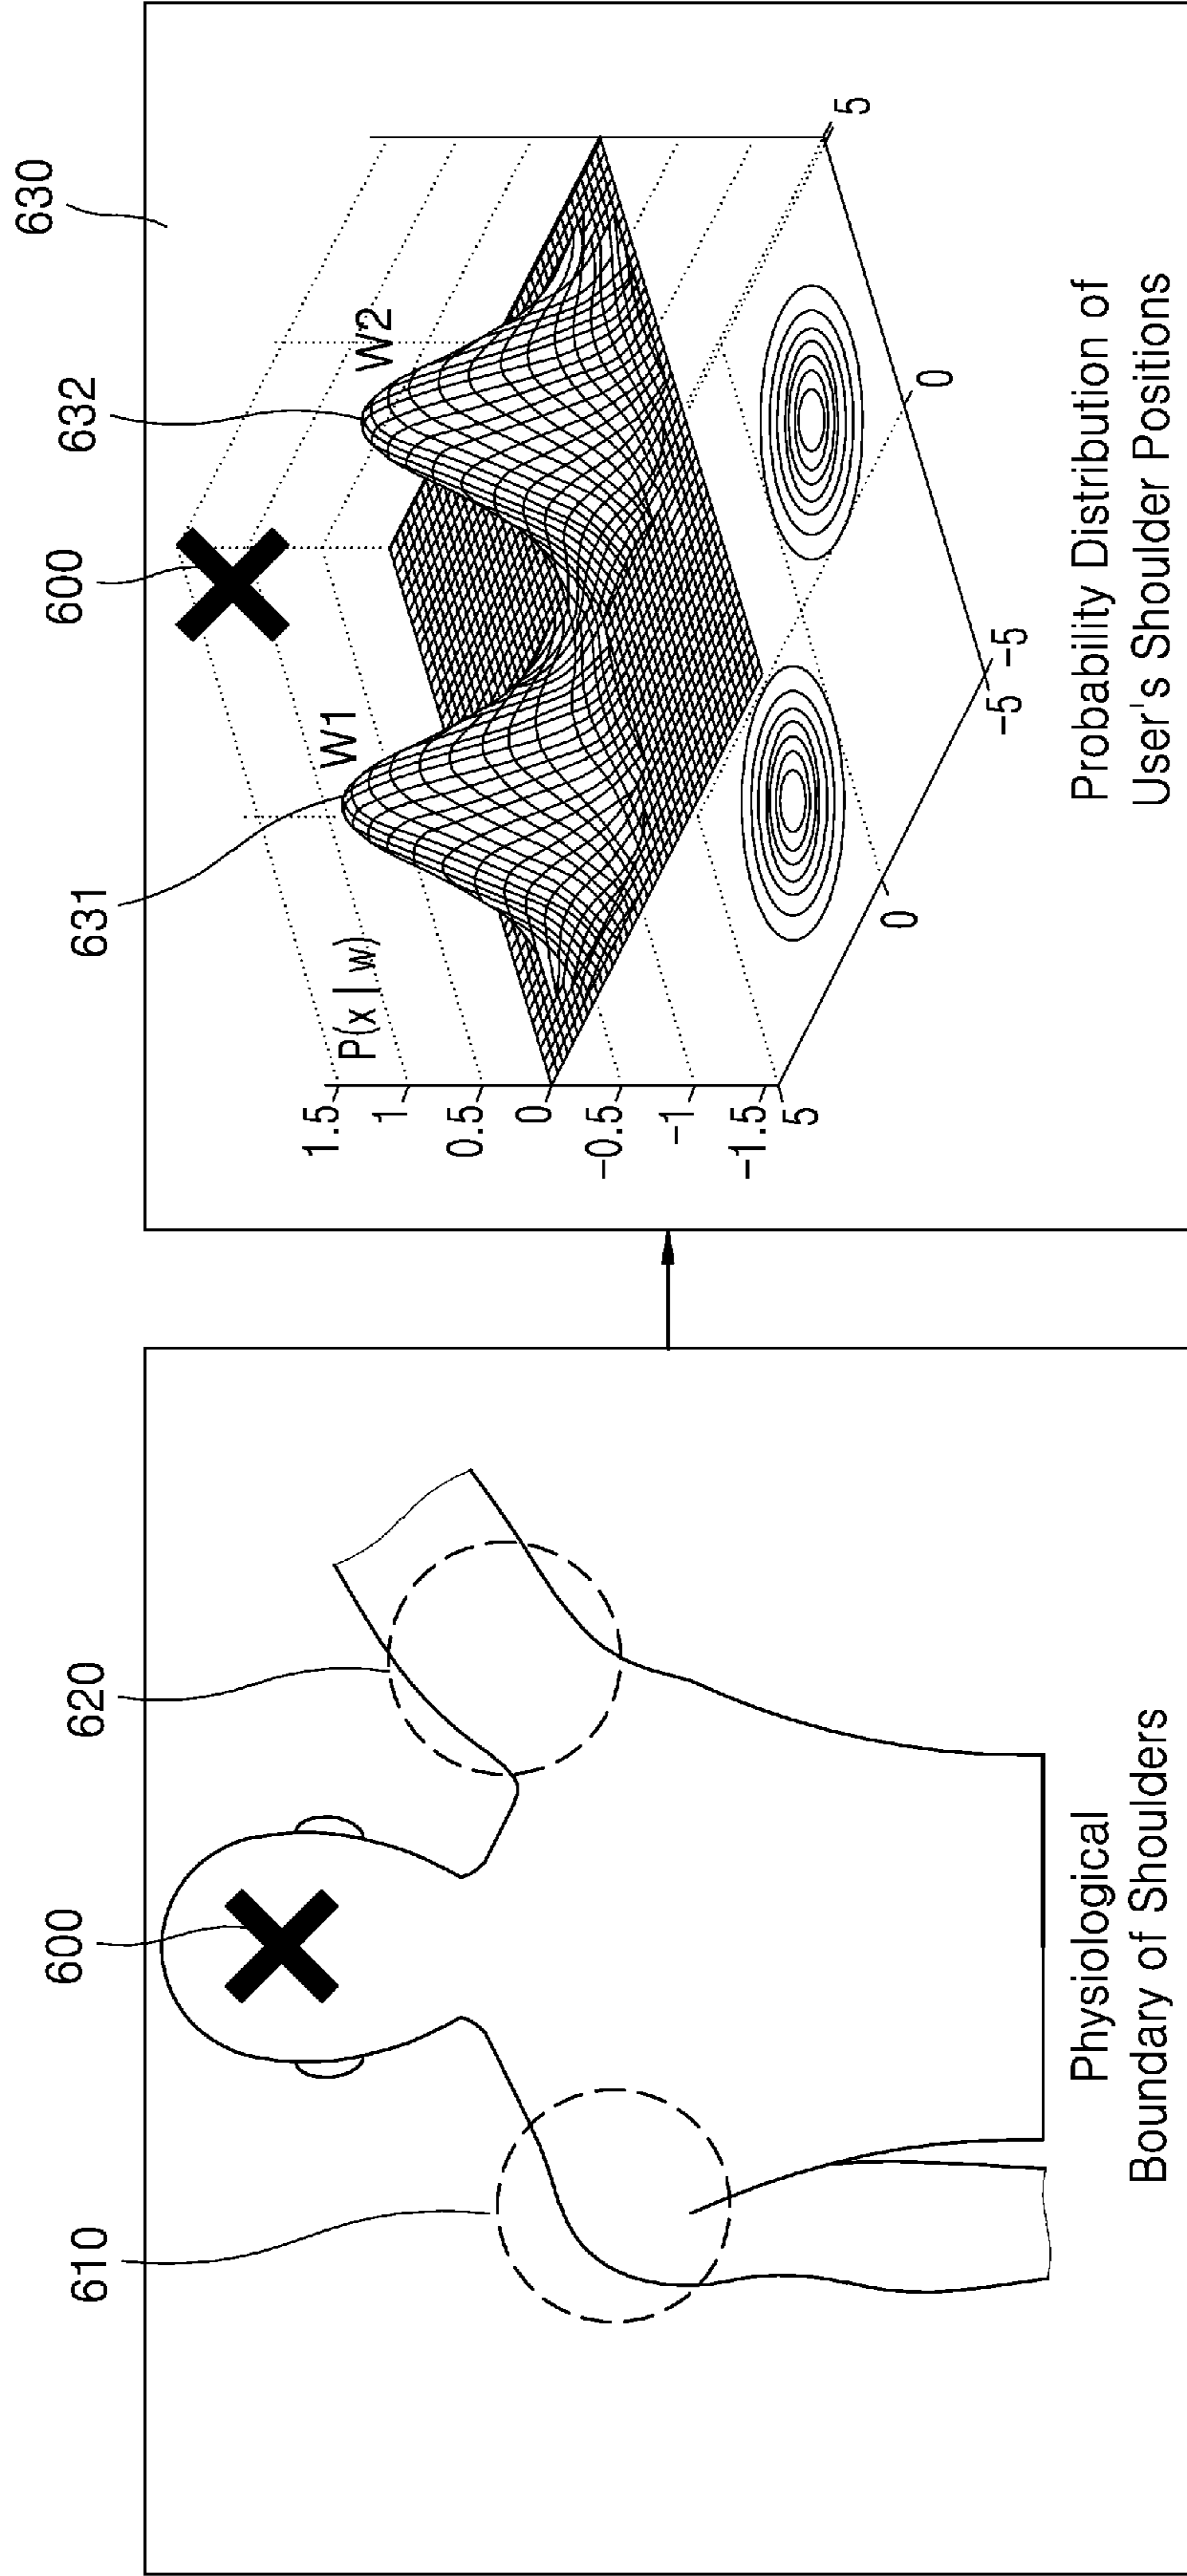 610
600
620
Physiological
Boundary of Shoulders
631
600
632
630
P(x | w)
W1
W2
1.5
1
0.5
0
-0.5
-1
-1.5
5
0
-5
-5
0
5
Probability Distribution of
User's Shoulder Positions